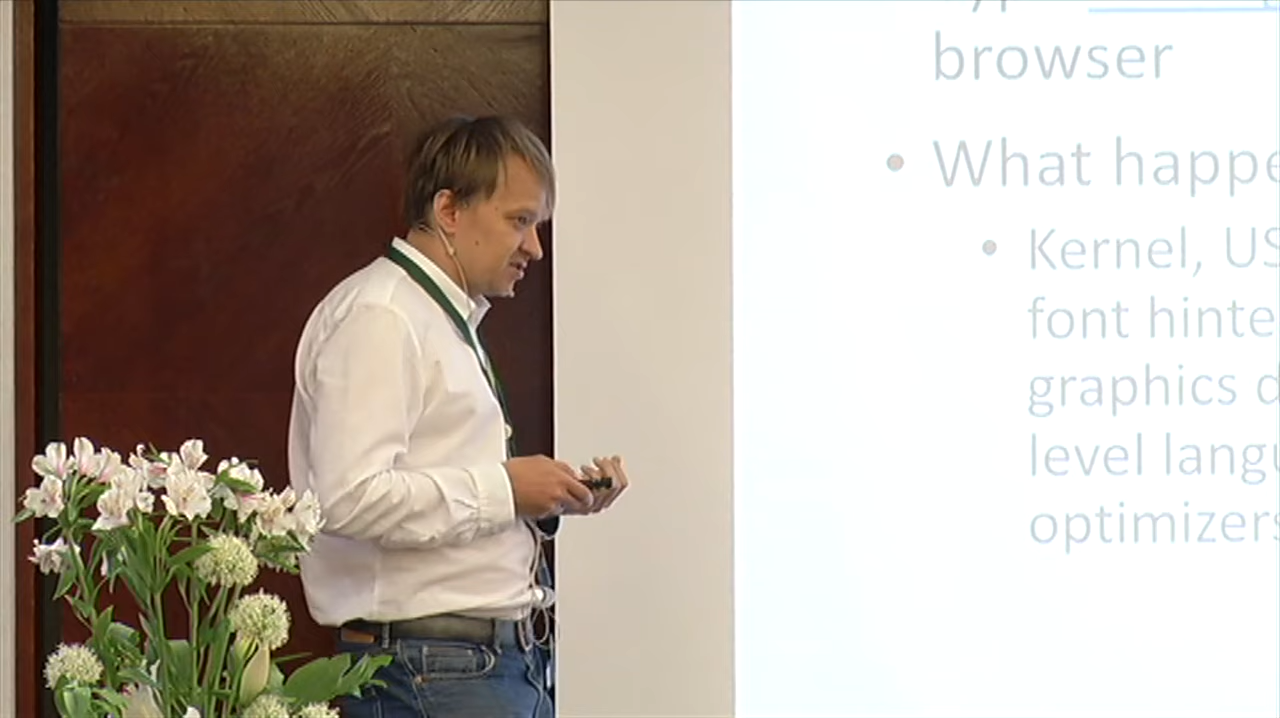 browser
• What happe
• Kernel, US
font hinte
graphics d
level langu
optimizers